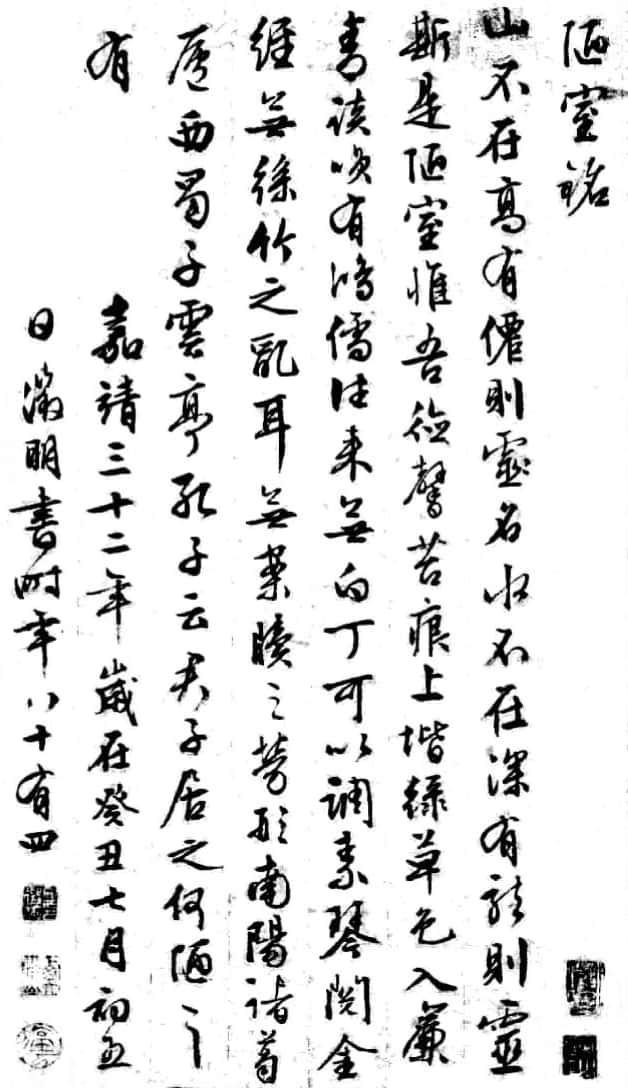 陋室銘
山不在高有僊則靈名水不在深有龍則靈
斯是陋室惟吾德馨苔痕上堦綠草色入簾
青談咲有鴻儒往來無白丁可以調素琴閱金
經無絲竹之亂耳無案牘之勞形南陽諸葛
廬西蜀子雲亭孔子云君子居之何陋之
有
嘉靖三十二年歲在癸丑七月初五
日徵明書時年八十有四